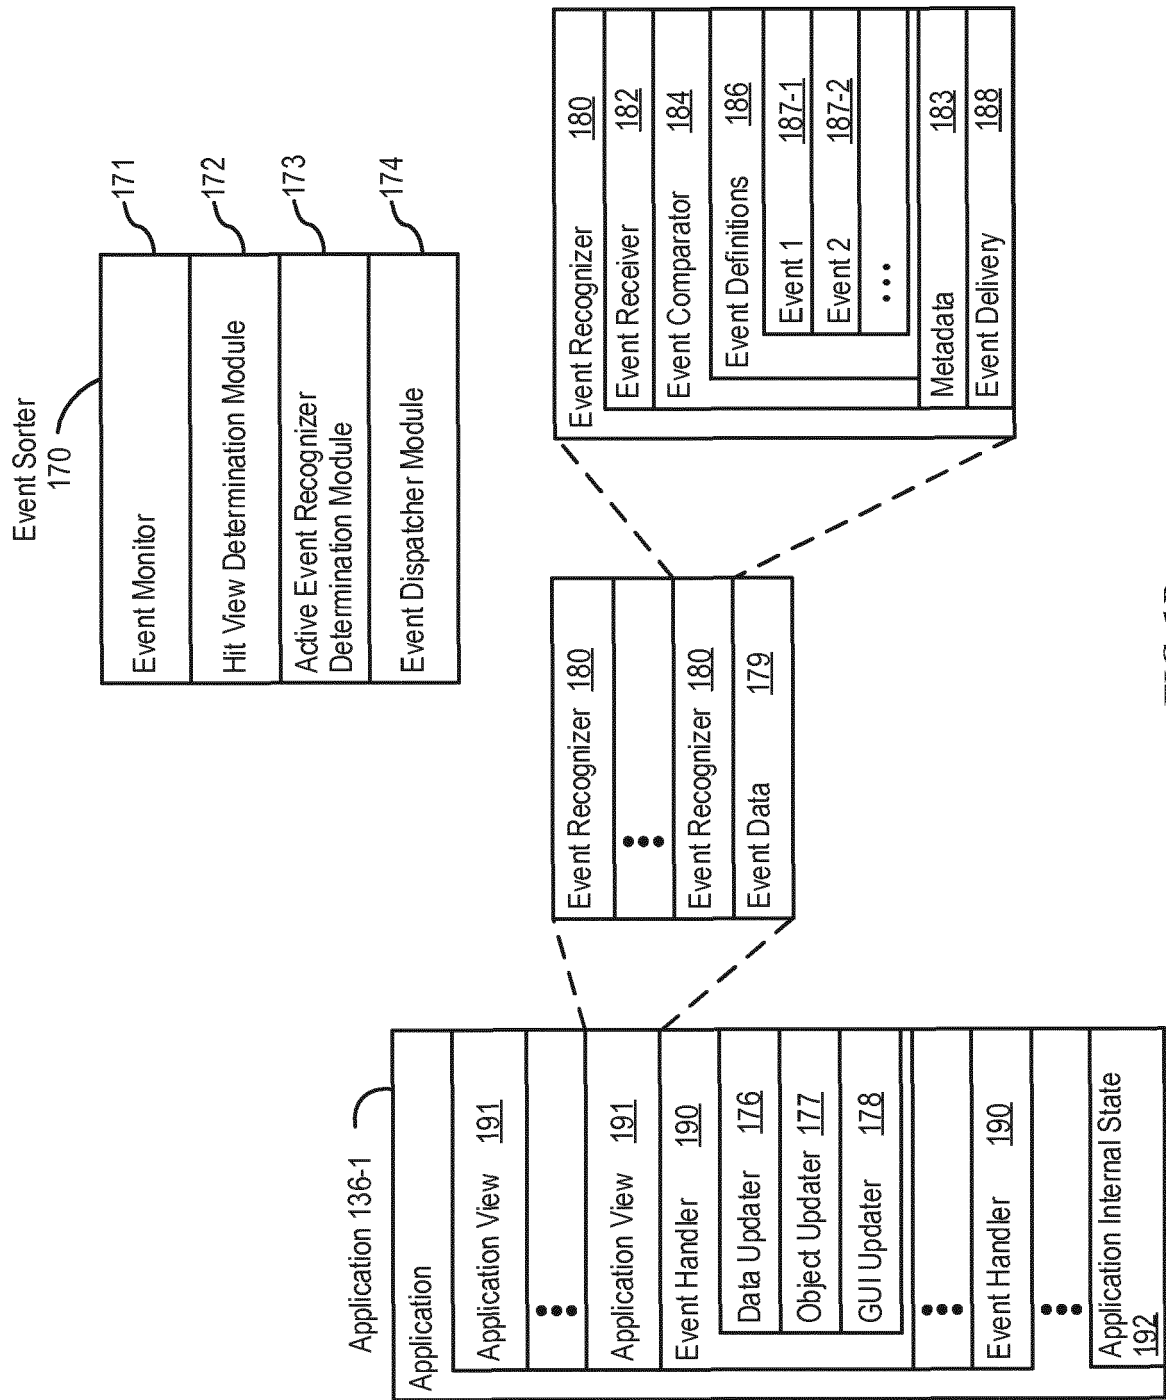 Event Sorter
170
Event Monitor
171
Hit View Determination Module
172
Active Event Recognizer
Determination Module
173
Event Dispatcher Module
174
Application 136-1
Application
Application View 191
Application View 191
Event Handler 190
Data Updater 176
Object Updater 177
GUI Updater 178
Event Handler 190
Application Internal State
192
Event Recognizer 180
Event Recognizer 180
Event Data 179
Event Recognizer 180
Event Receiver 182
Event Comparator 184
Event Definitions 186
Event 1 187-1
Event 2 187-2
Metadata 183
Event Delivery 188